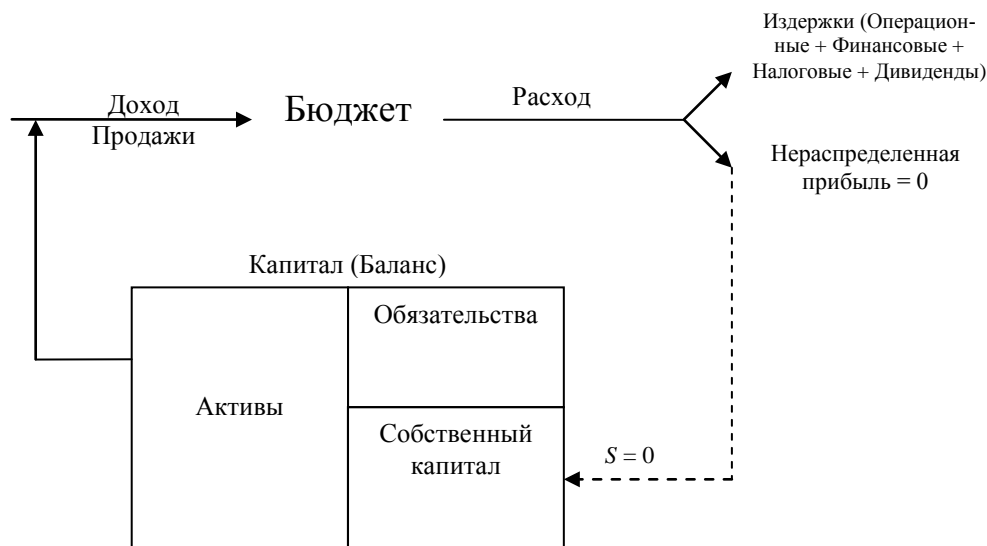 Издержки (Операцион-
ные + Финансовые +
Налоговые + Дивиденды)
Доход
Продажи
Бюджет
Расход
Нераспределенная
прибыль = 0
Капитал (Баланс)
Обязательства
Активы
Собственный
капитал
S = 0